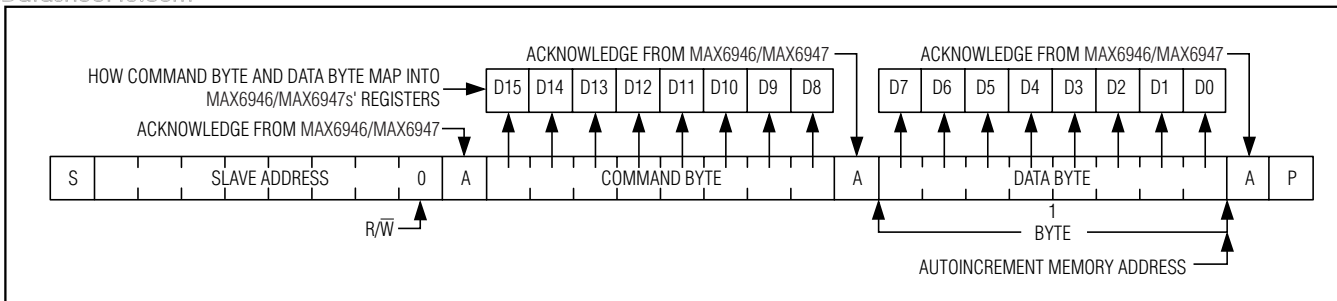 ACKNOWLEDGE FROM MAX6946/MAX6947
ACKNOWLEDGE FROM MAX6946/MAX6947
HOW COMMAND BYTE AND DATA BYTE MAP INTO
MAX6946/MAX6947s' REGISTERS
D15 D14 D13 D12 D11 D10 D9 D8
D7 D6 D5 D4 D3 D2 D1 D0
ACKNOWLEDGE FROM MAX6946/MAX6947
S SLAVE ADDRESS 0 A COMMAND BYTE A DATA BYTE A P
R/W̅
1
BYTE
AUTOINCREMENT MEMORY ADDRESS